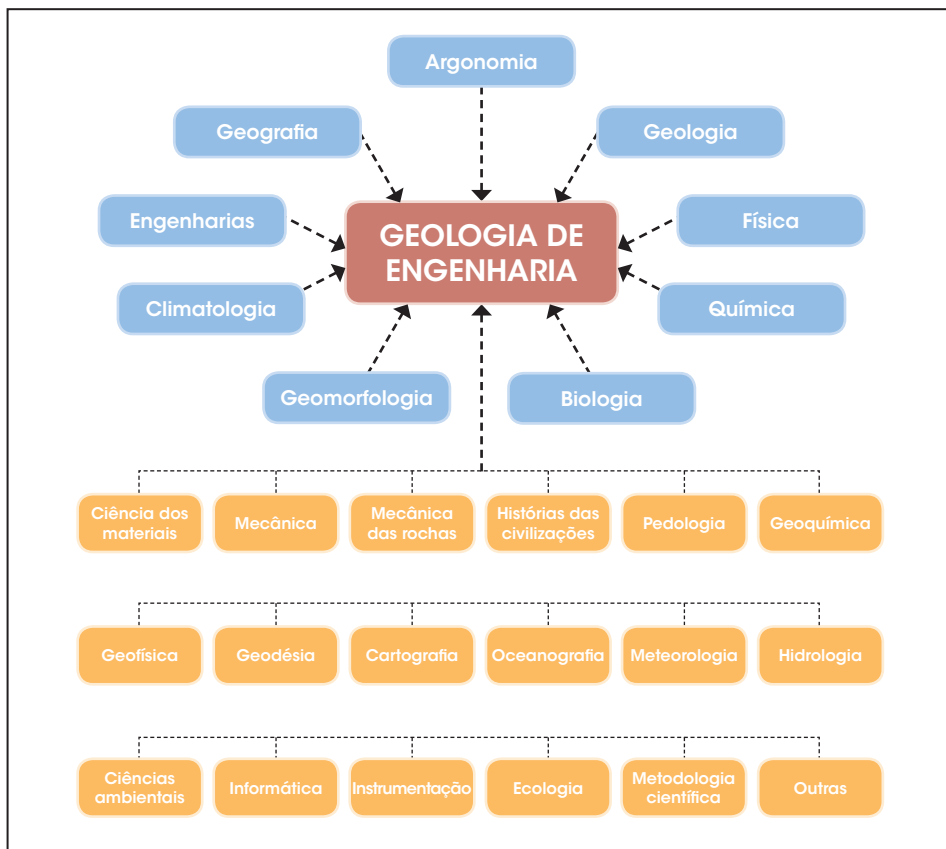 Argonomia
Geografia
Geologia
Engenharias
GEOLOGIA DE
ENGENHARIA
Física
Climatologia
Química
Geomorfologia
Biologia
Ciência dos
materiais
Mecânica
Mecânica
das rochas
Histórias das
civilizações
Pedologia
Geoquímica
Geofísica
Geodésia
Cartografia
Oceanografia
Meteorologia
Hidrologia
Ciências
ambientais
Informática
Instrumentação
Ecologia
Metodologia
científica
Outras